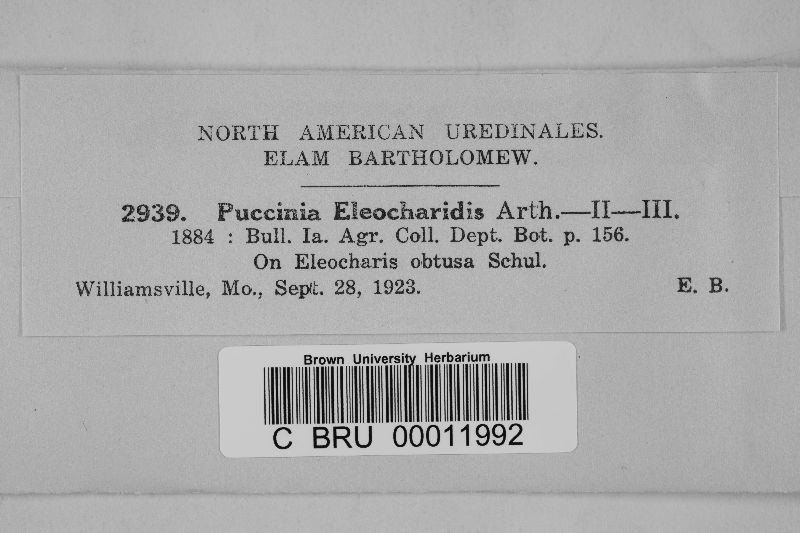 NORTH AMERICAN UREDINALES.
ELAM BARTHOLOMEW.
2939. Puccinia Eleocharidis Arth.—II—III.
1884 : Bull. Ia. Agr. Coll. Dept. Bot. p. 156.
On Eleocharis obtusa Schul.
Williamsville, Mo., Sept. 28, 1923. E. B.
Brown University Herbarium
C BRU 00011992